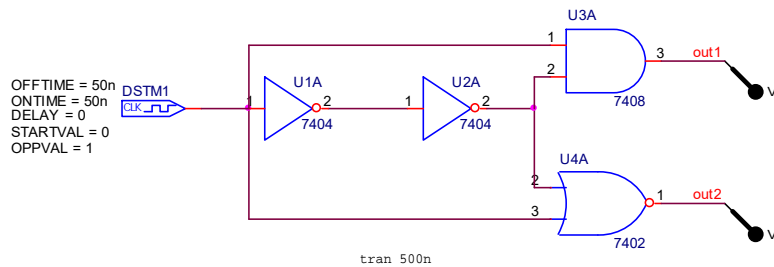 U3A
1
3
out1
2
7408
V
OFFTIME = 50n
ONTIME = 50n
DELAY = 0
STARTVAL = 0
OPPVAL = 1
DSTM1
CLK
U1A
1
2
7404
U2A
1
2
7404
U4A
2
3
1
out2
7402
V
tran 500n